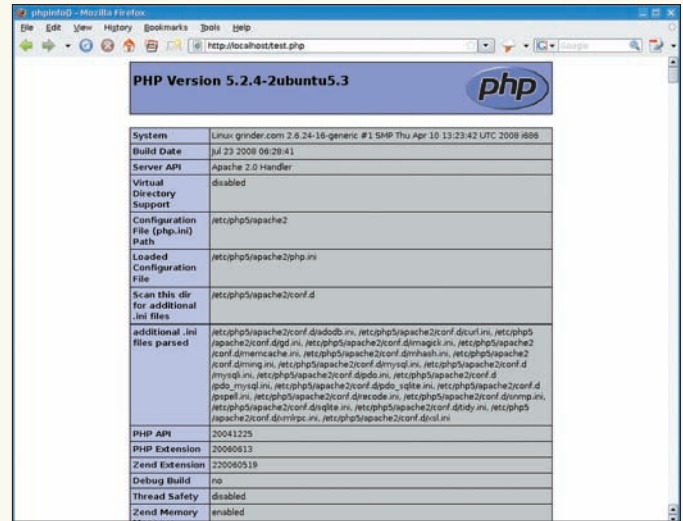 phpinfo() - Mozilla Firefox
File Edit View History Bookmarks Tools Help
http://localhost/test.php
Google
PHP Version 5.2.4-2ubuntu5.3
php
System Linux grinder.com 2.6.24-16-generic #1 SMP Thu Apr 10 13:23:42 UTC 2008 i686
Build Date Jul 23 2008 06:28:41
Server API Apache 2.0 Handler
Virtual disabled
Directory
Support
Configuration /etc/php5/apache2
File (php.ini)
Path
Loaded /etc/php5/apache2/php.ini
Configuration
File
Scan this dir /etc/php5/apache2/conf.d
for additional
.ini files
additional .ini /etc/php5/apache2/conf.d/adodb.ini, /etc/php5/apache2/conf.d/curl.ini, /etc/php5
files parsed /apache2/conf.d/gd.ini, /etc/php5/apache2/conf.d/imagick.ini, /etc/php5/apache2
/conf.d/memcache.ini, /etc/php5/apache2/conf.d/mhash.ini, /etc/php5/apache2
/conf.d/ming.ini, /etc/php5/apache2/conf.d/mysql.ini, /etc/php5/apache2/conf.d
/mysqli.ini, /etc/php5/apache2/conf.d/pdo.ini, /etc/php5/apache2/conf.d
/pdo_mysql.ini, /etc/php5/apache2/conf.d/pdo_sqlite.ini, /etc/php5/apache2/conf.d
/pspell.ini, /etc/php5/apache2/conf.d/recode.ini, /etc/php5/apache2/conf.d/snmp.ini,
/etc/php5/apache2/conf.d/sqlite.ini, /etc/php5/apache2/conf.d/tidy.ini, /etc/php5
/apache2/conf.d/xmlrpc.ini, /etc/php5/apache2/conf.d/xsl.ini
PHP API 20041225
PHP Extension 20060613
Zend Extension 220060519
Debug Build no
Thread Safety disabled
Zend Memory enabled